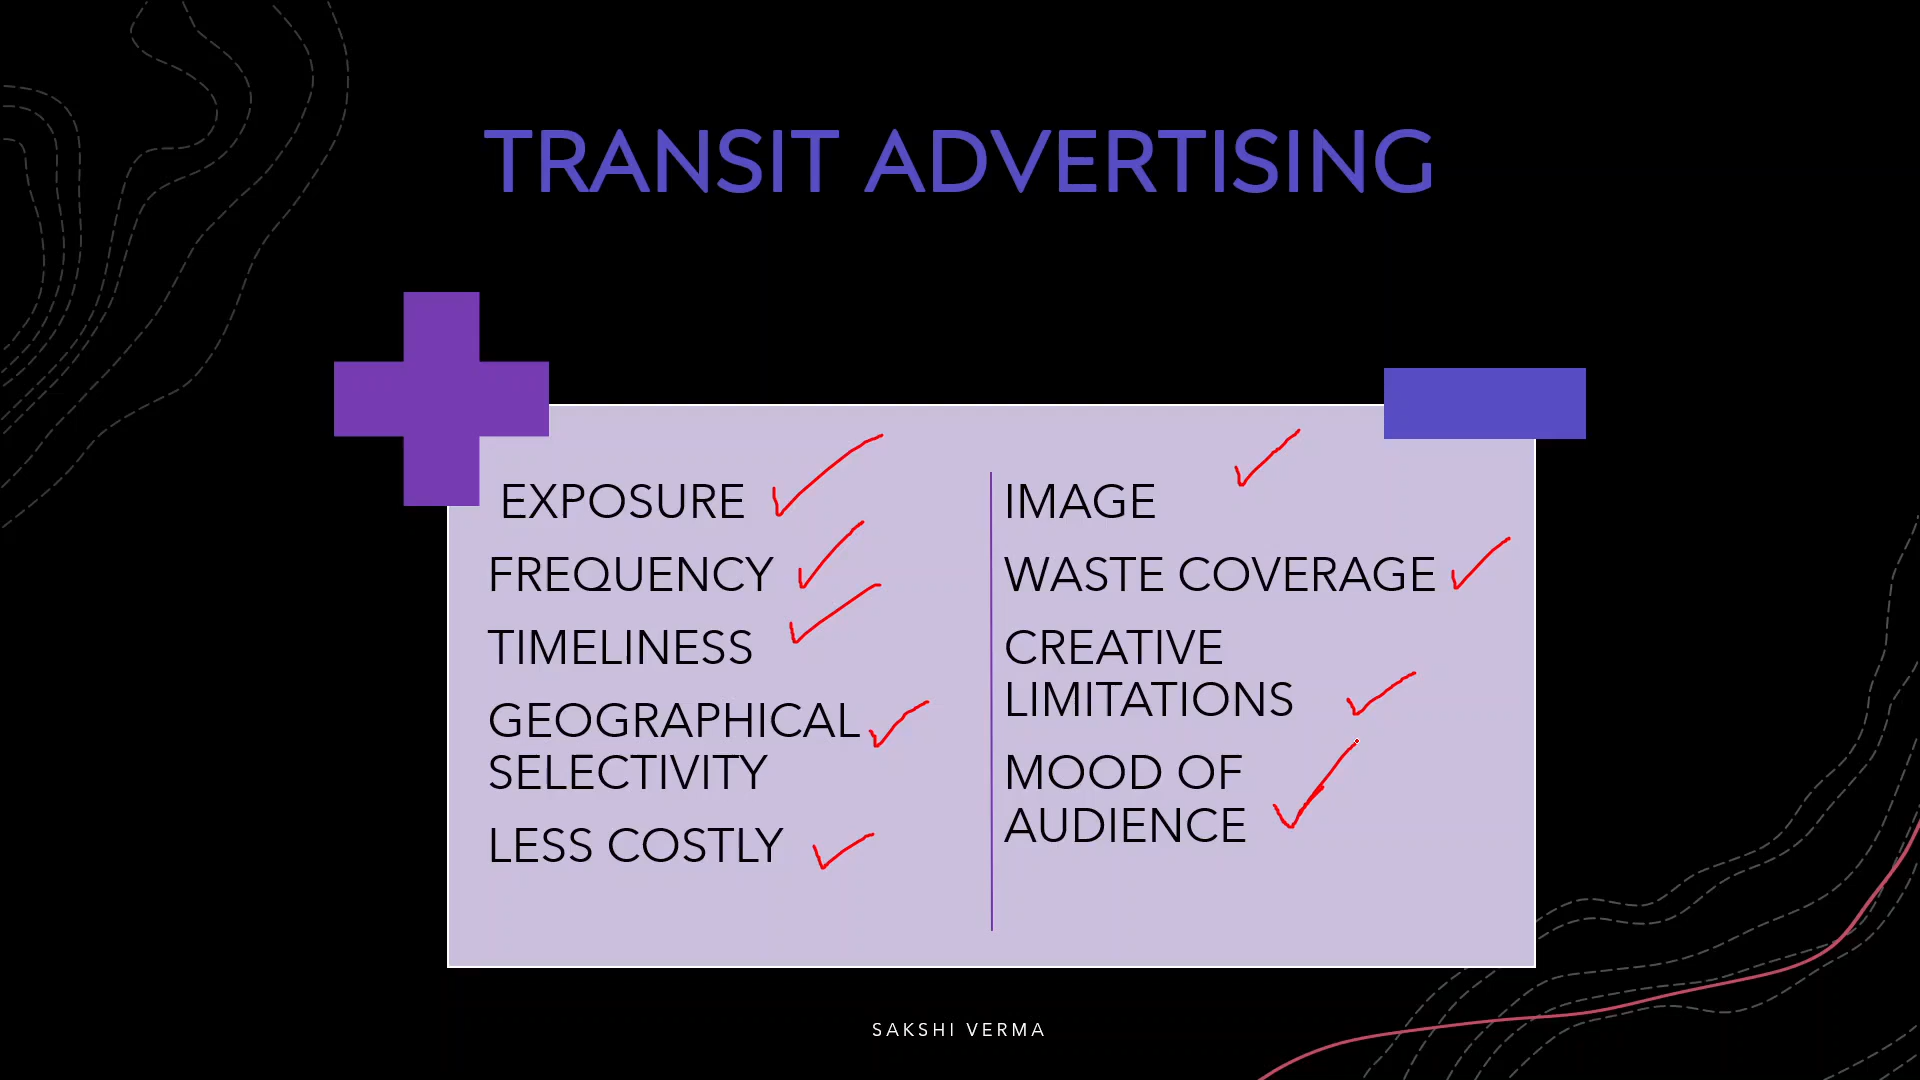 TRANSIT ADVERTISING
EXPOSURE
FREQUENCY
TIMELINESS
GEOGRAPHICAL
SELECTIVITY
LESS COSTLY
IMAGE
WASTE COVERAGE
CREATIVE
LIMITATIONS
MOOD OF
AUDIENCE
SAKSHI VERMA